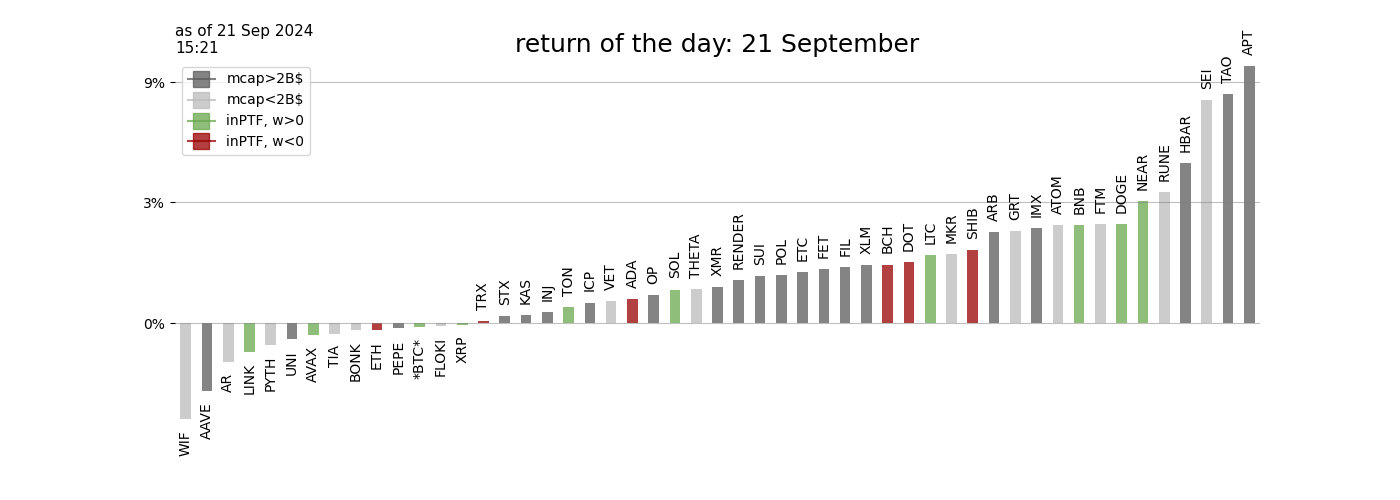 as of 21 Sep 2024
15:21
return of the day: 21 September
mcap>2B$
mcap<2B$
inPTF, w>0
inPTF, w<0
9%
3%
0%
WIF
AAVE
AR
LINK
PYTH
UNI
AVAX
TIA
BONK
ETH
PEPE
*BTC*
FLOKI
XRP
TRX
STX
KAS
INJ
TON
ICP
VET
ADA
OP
SOL
THETA
XMR
RENDER
SUI
POL
ETC
FET
FIL
XLM
BCH
DOT
LTC
MKR
SHIB
ARB
GRT
IMX
ATOM
BNB
FTM
DOGE
NEAR
RUNE
HBAR
SEI
TAO
APT